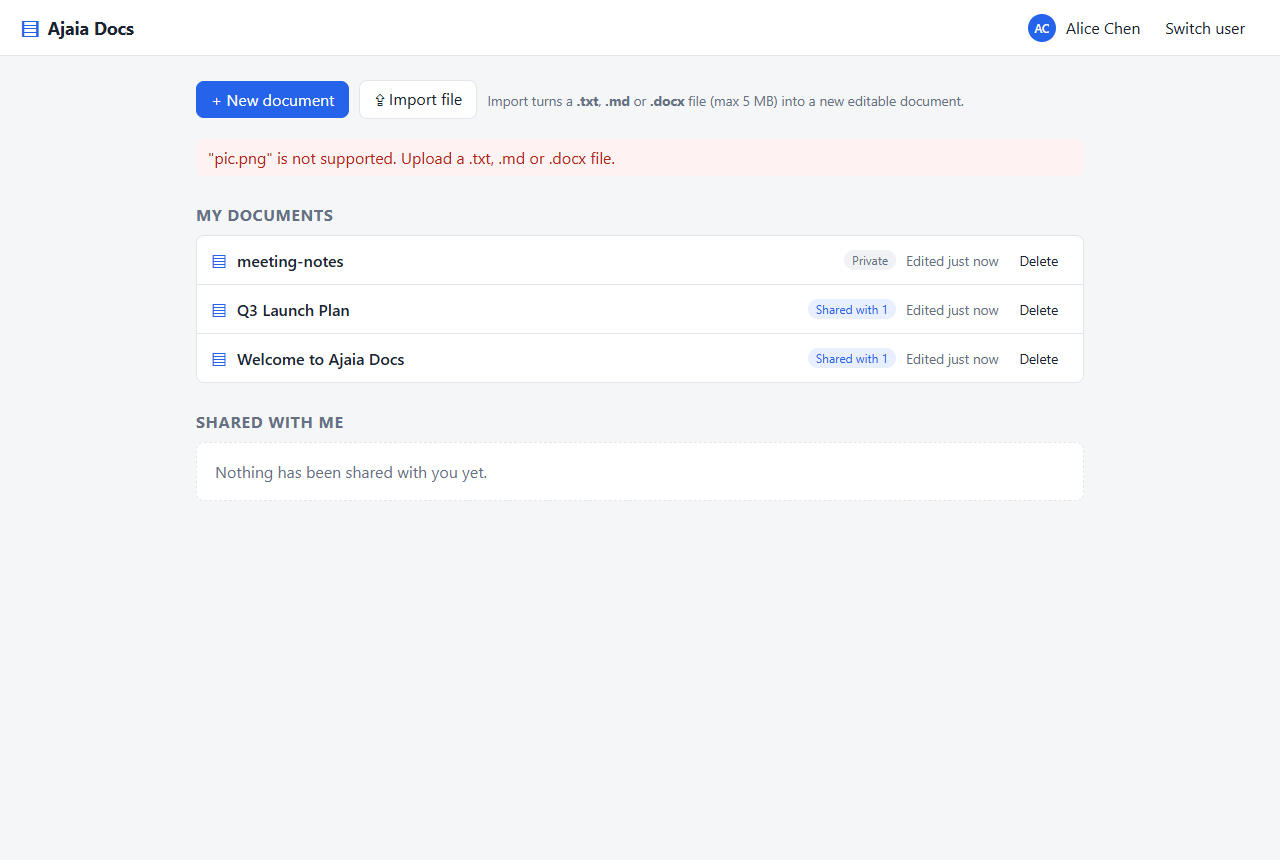 Ajaia Docs
AC Alice Chen Switch user
+ New document ⇪ Import file Import turns a .txt, .md or .docx file (max 5 MB) into a new editable document.
"pic.png" is not supported. Upload a .txt, .md or .docx file.
MY DOCUMENTS
meeting-notes Private Edited just now Delete
Q3 Launch Plan Shared with 1 Edited just now Delete
Welcome to Ajaia Docs Shared with 1 Edited just now Delete
SHARED WITH ME
Nothing has been shared with you yet.